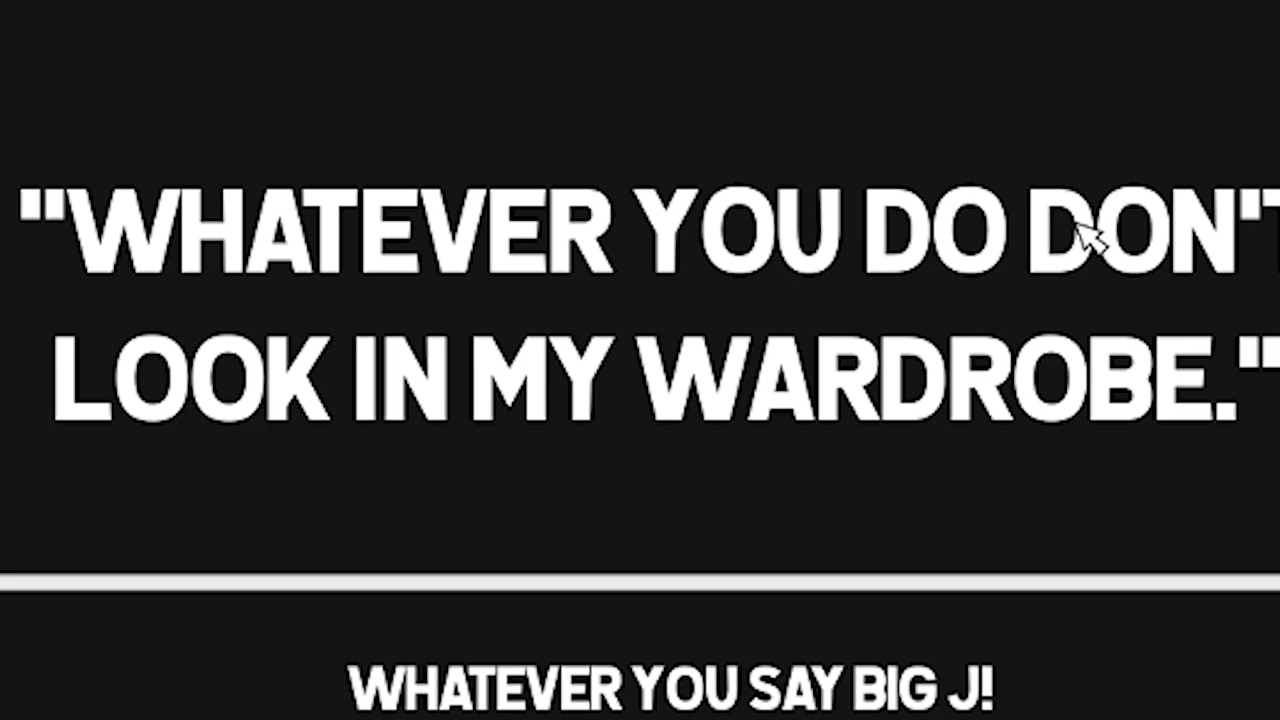 "WHATEVER YOU DO DON'T
LOOK IN MY WARDROBE."
WHATEVER YOU SAY BIG J!